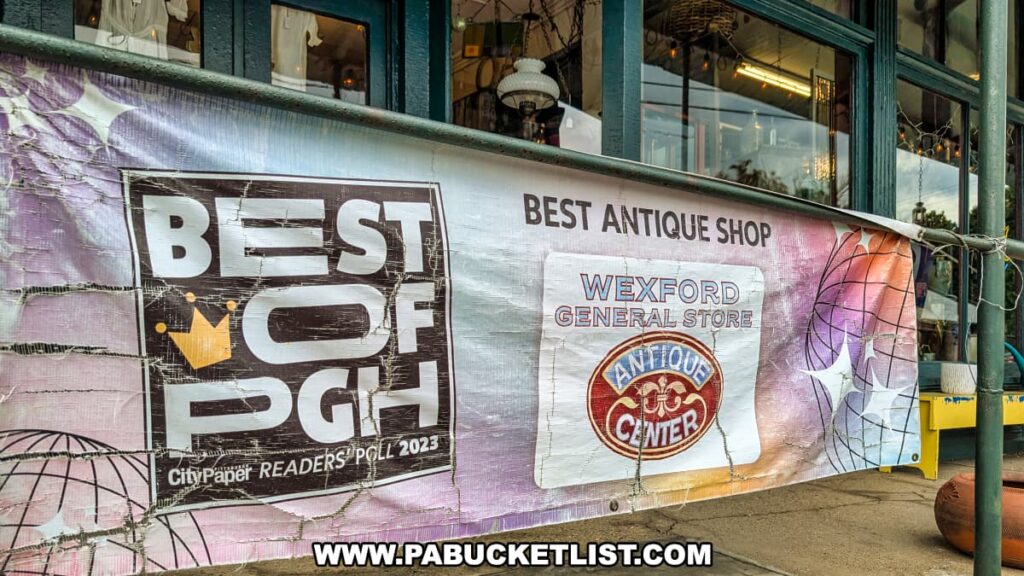 BEST
OF
PGH
CityPaper READERS' POLL 2023
BEST ANTIQUE SHOP
WEXFORD
GENERAL STORE
ANTIQUE
CENTER
WWW.PABUCKETLIST.COM